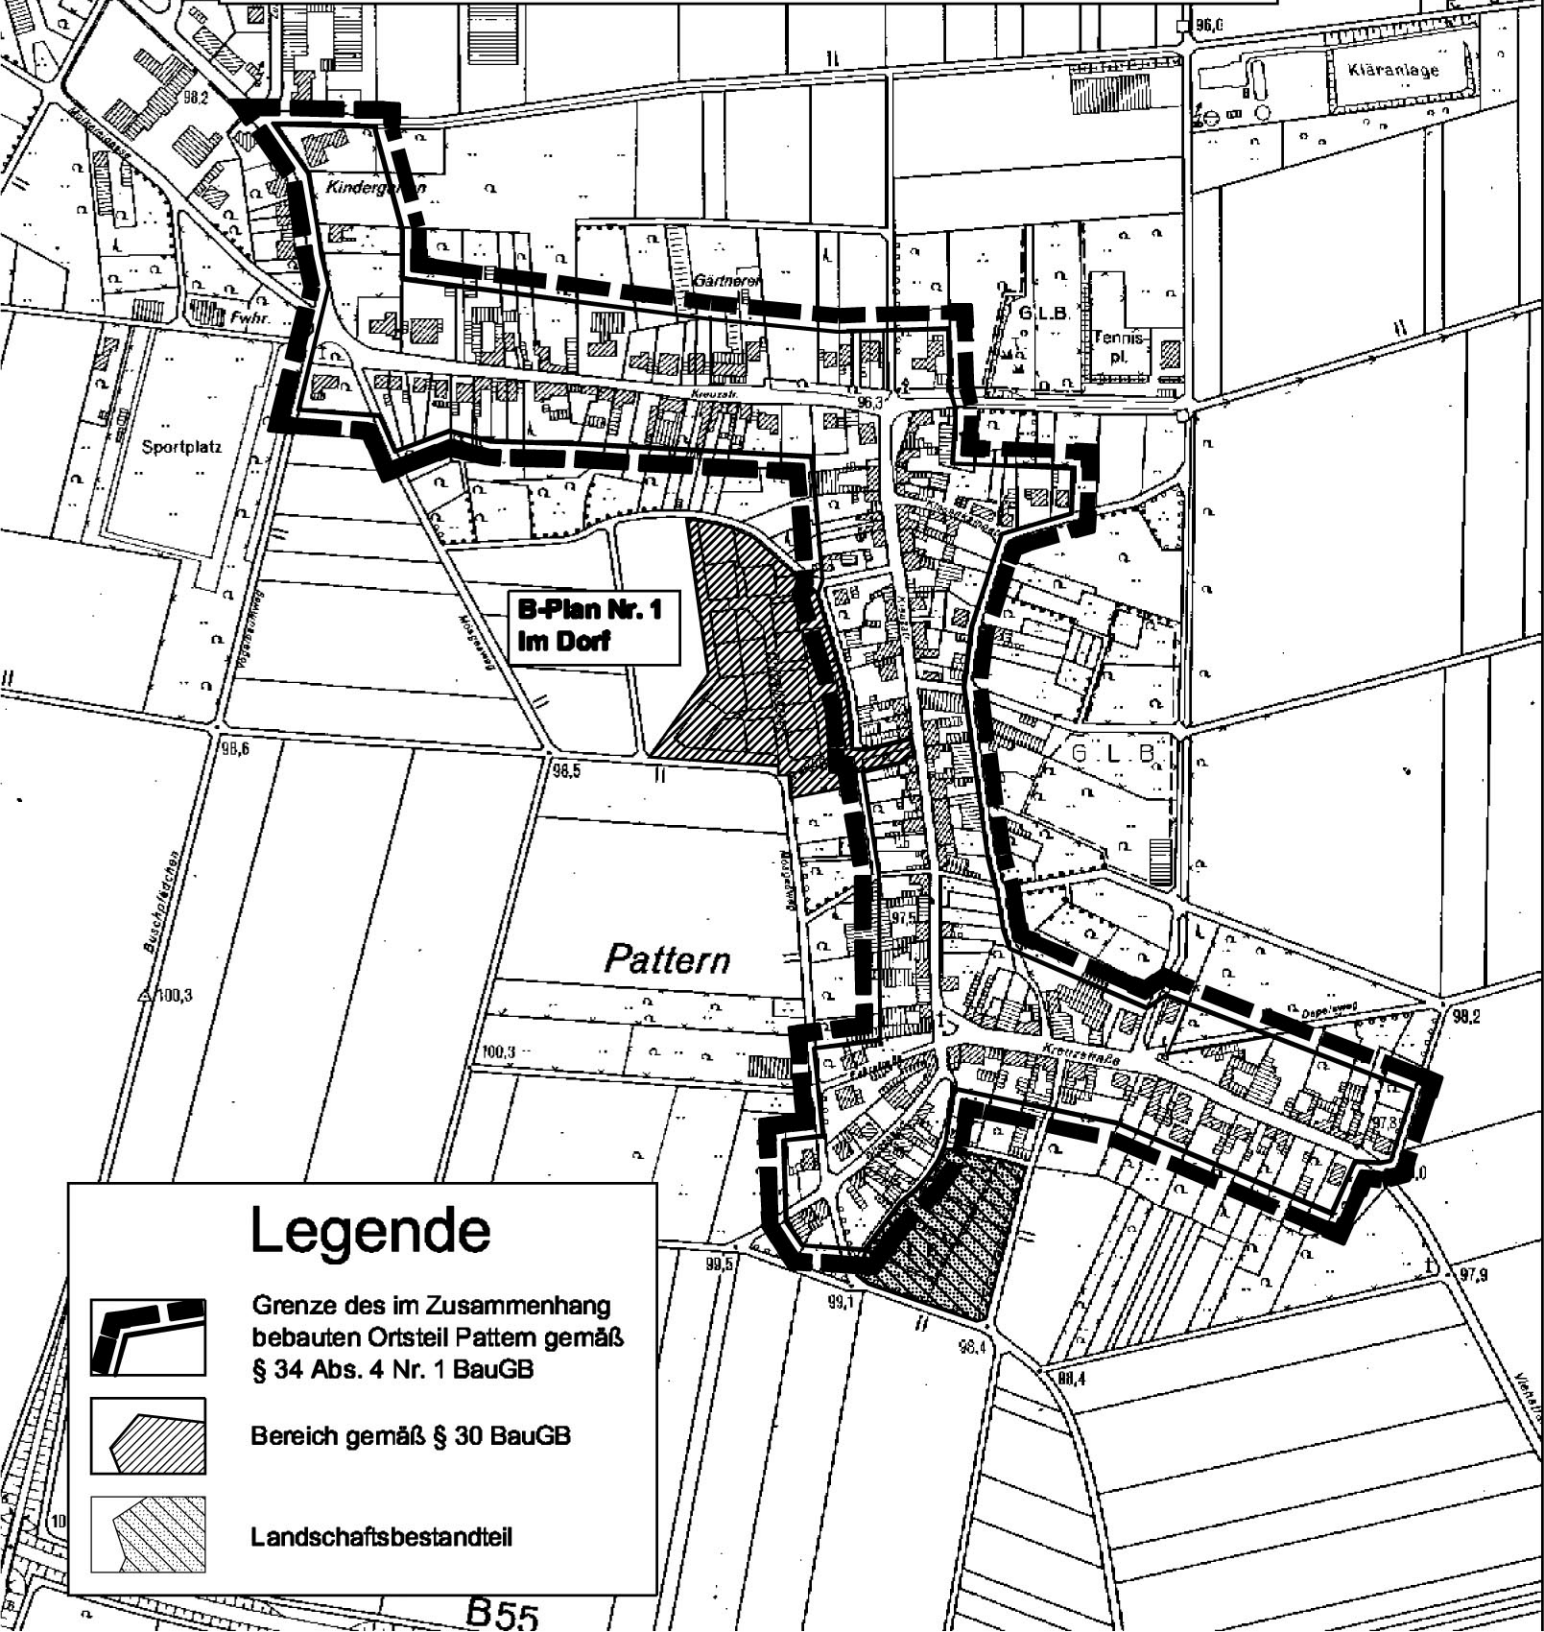 96,0
Kläranlage
98,2
Kindergarten
Gärtnerei
Fwhr.
G.L.B.
Tennis-
pl.
Kreuzstr.
96,3
Sportplatz
B-Plan Nr. 1
Im Dorf
98,6
98,5
G.L.B.
Buschpfädchen
97,5
Pattern
100,3
100,3
Kreuzstraße
98,2
97,8
99,5
99,1
98,4
98,4
97,9
Legende
Grenze des im Zusammenhang
bebauten Ortsteil Pattern gemäß
§ 34 Abs. 4 Nr. 1 BauGB
Bereich gemäß § 30 BauGB
Landschaftsbestandteil
B55